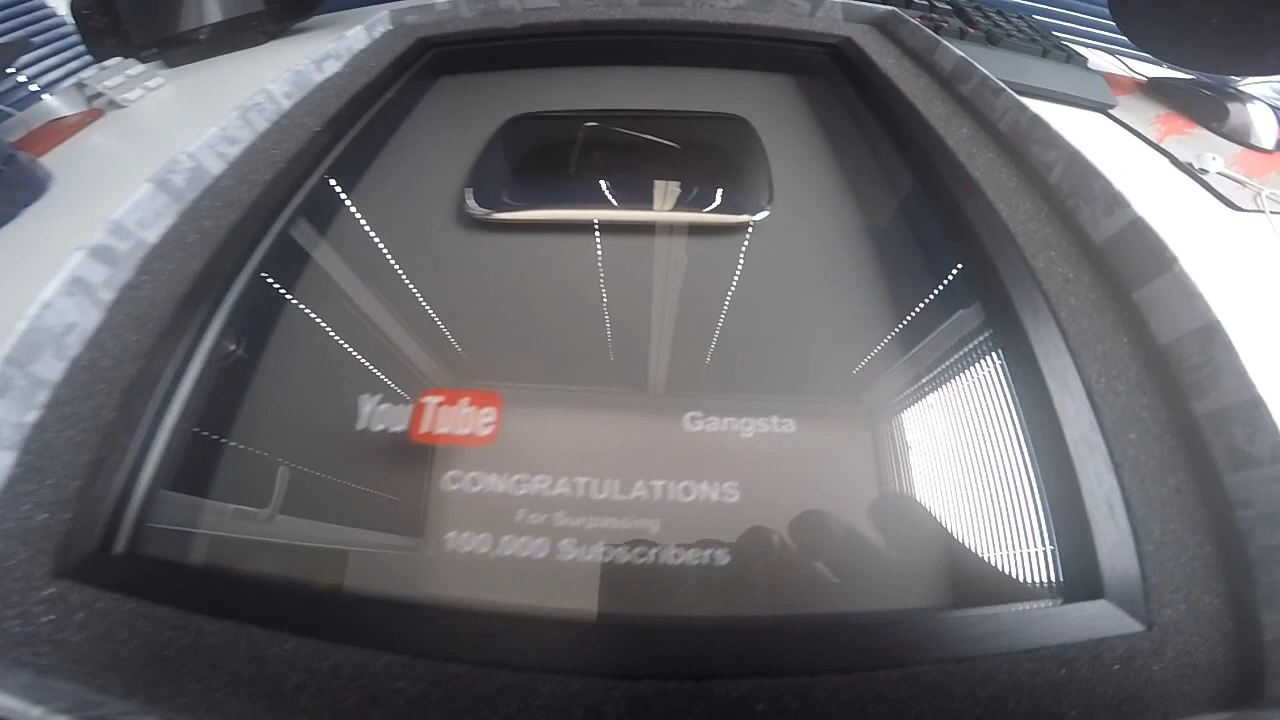 YouTube
Gangsta
CONGRATULATIONS
For Surpassing
100,000 Subscribers